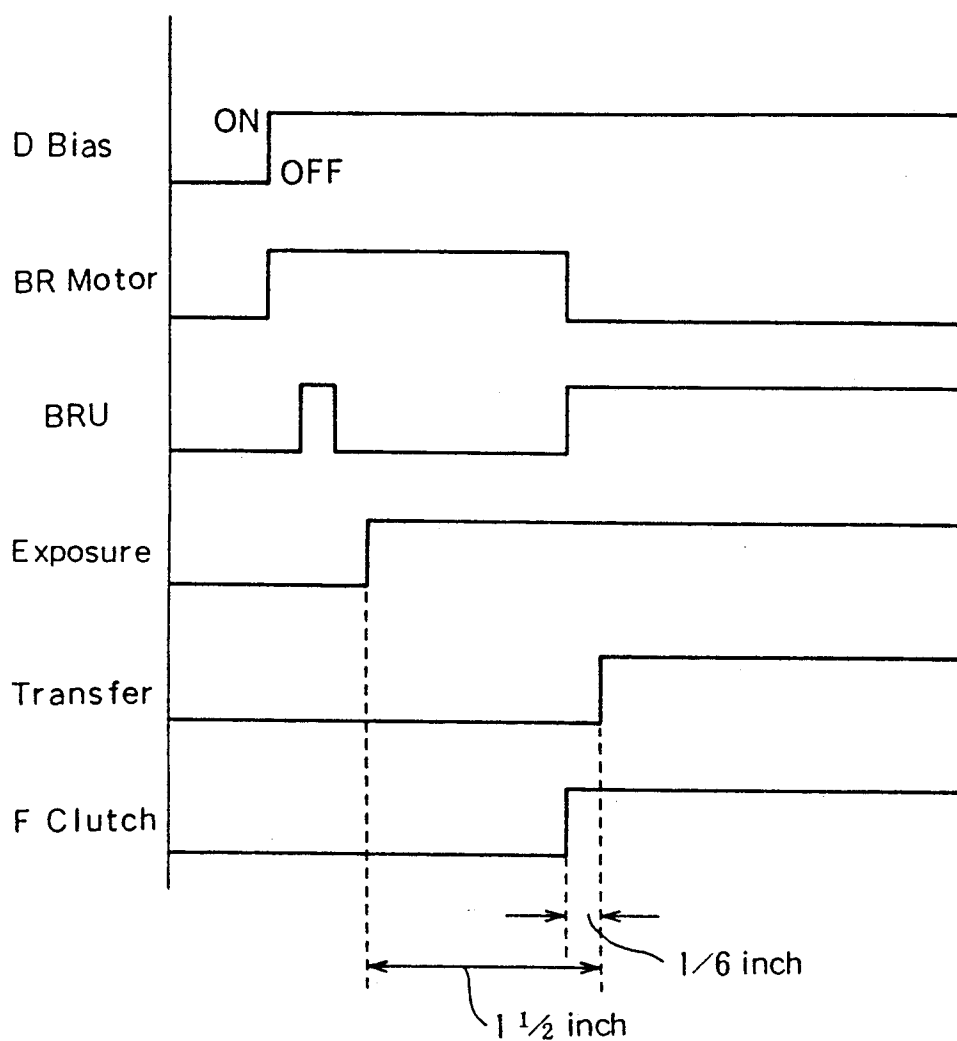 ON
D Bias
OFF
BR Motor
BRU
Exposure
Transfer
F Clutch
1/6 inch
1 1/2 inch